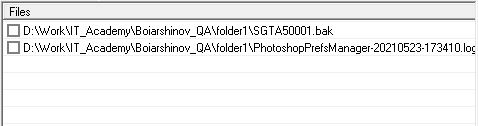 Files
D:\Work\IT_Academy\Boiarshinov_QA\folder1\SGTA50001.bak
D:\Work\IT_Academy\Boiarshinov_QA\folder1\PhotoshopPrefsManager-20210523-173410.log